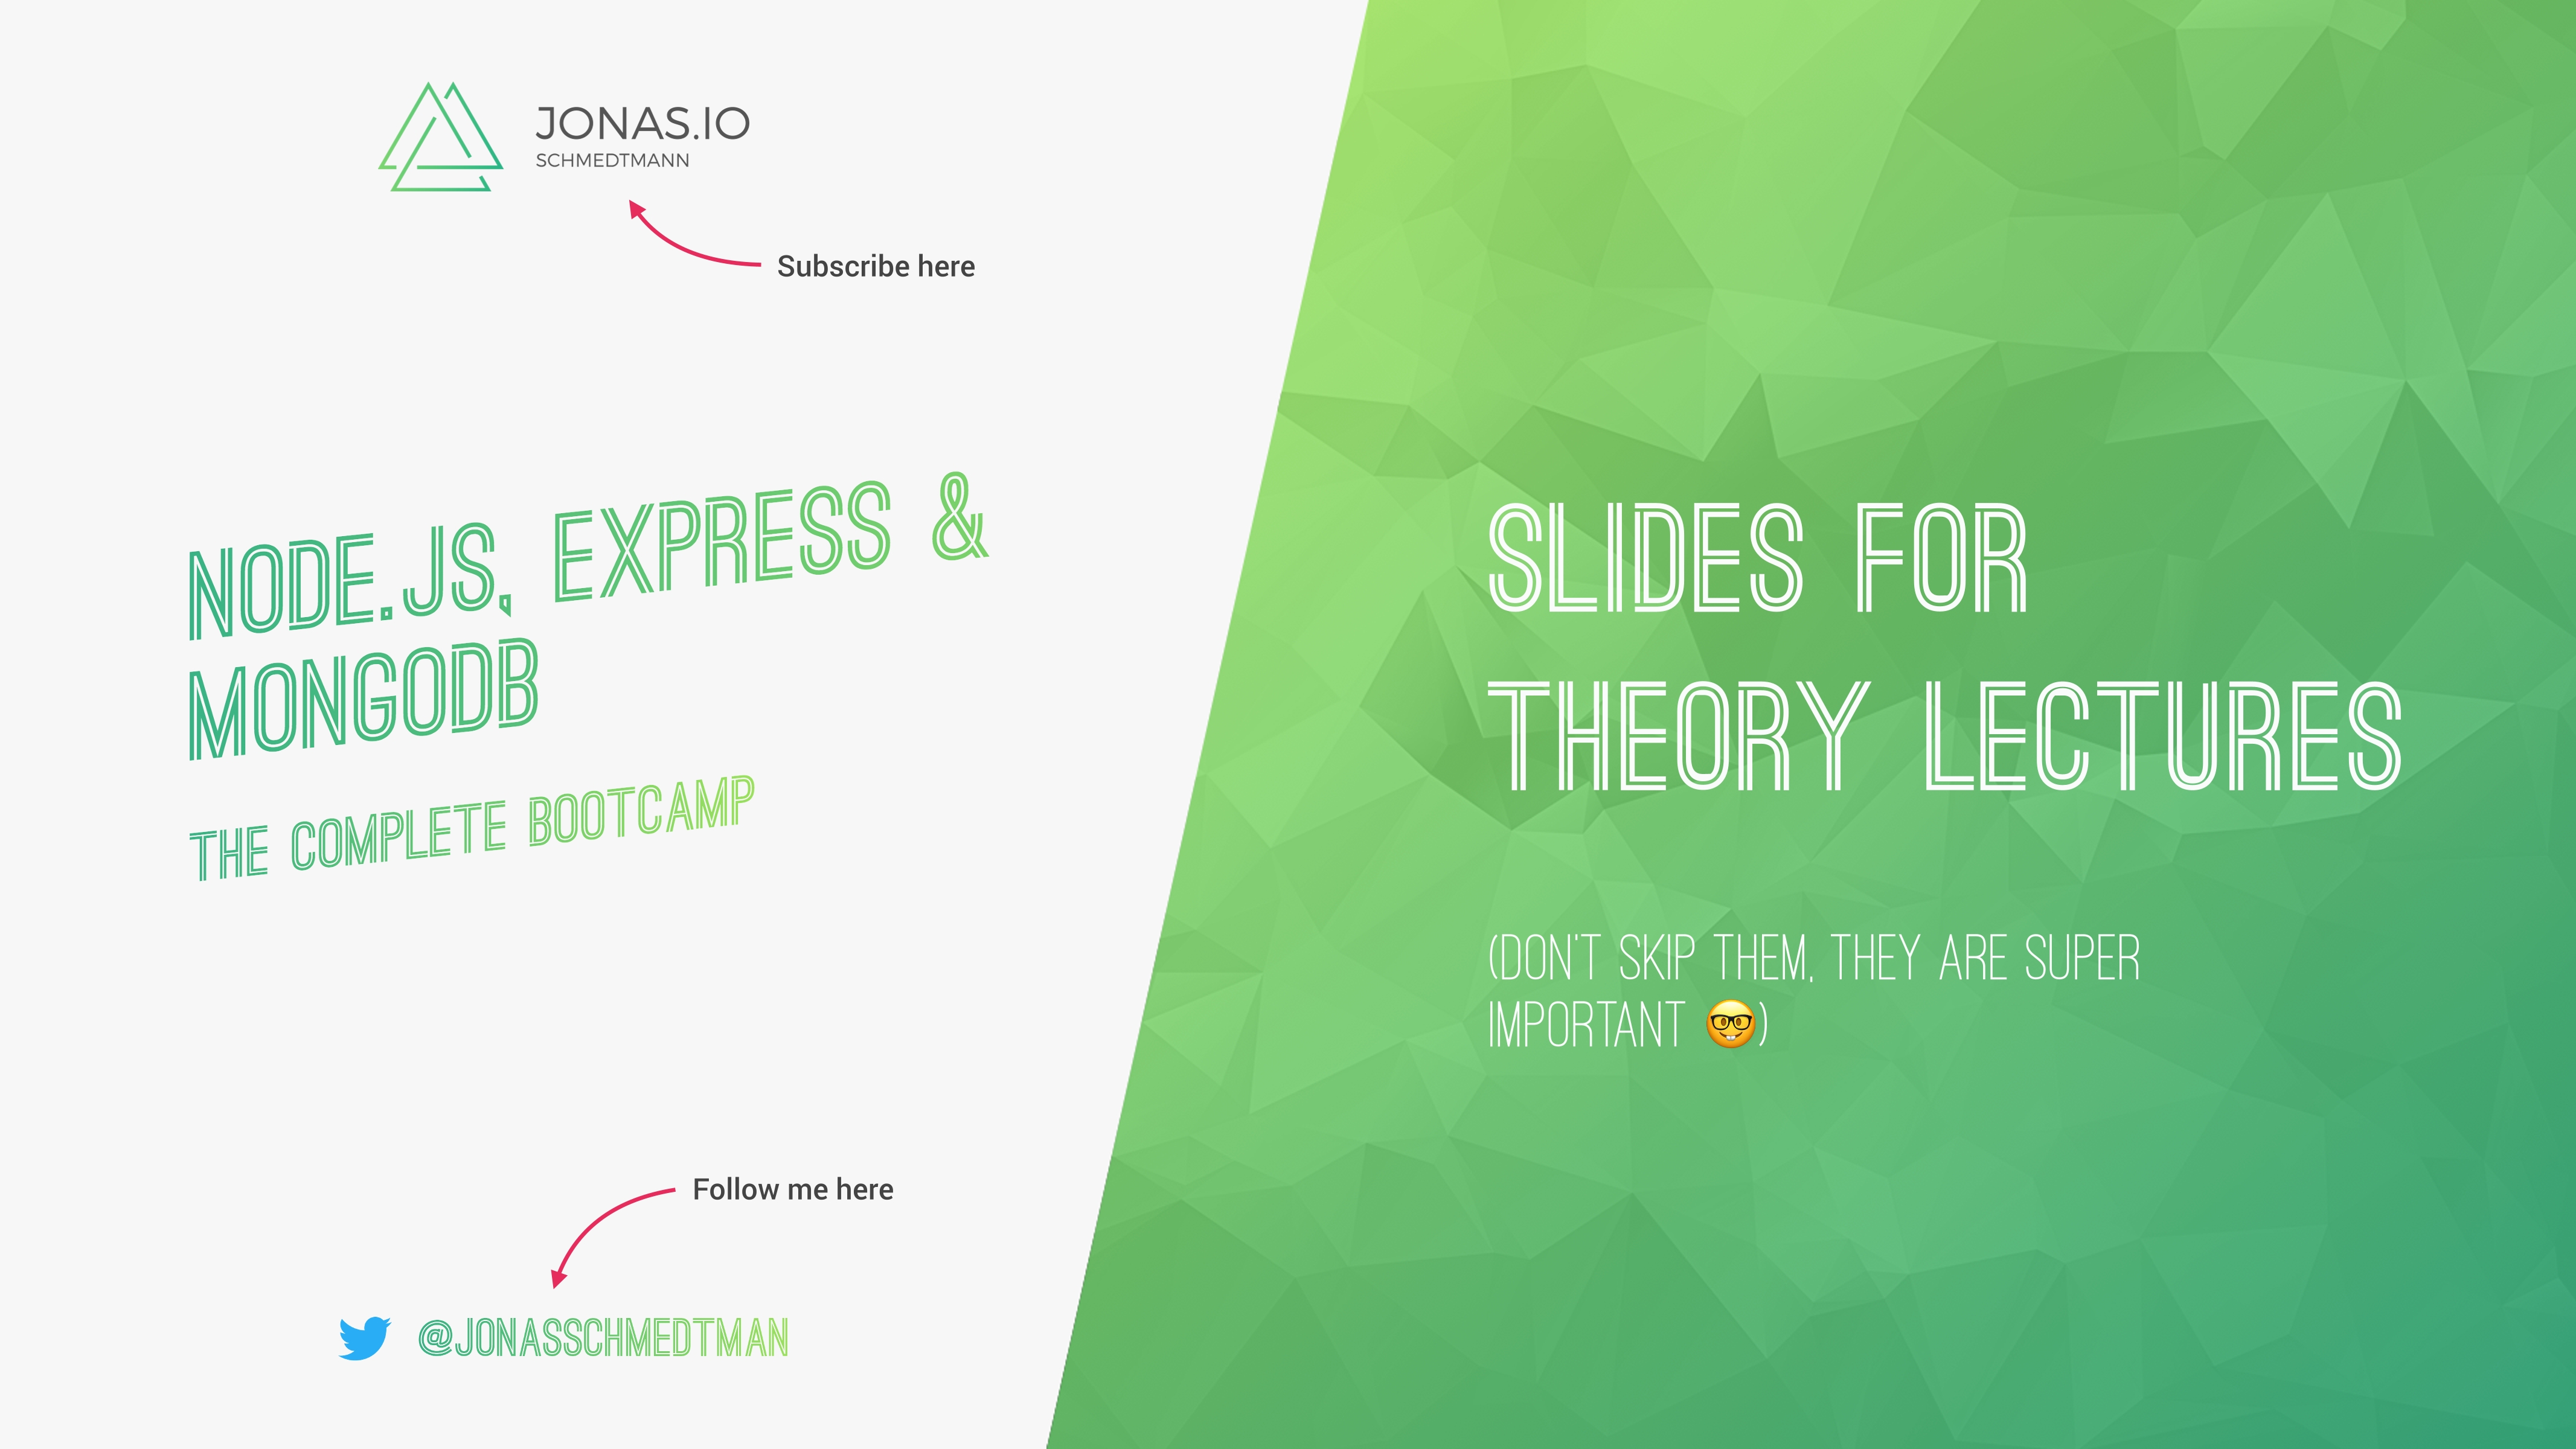 JONAS.IO
SCHMEDTMANN
Subscribe here
NODE.JS, EXPRESS &
MONGODB
THE COMPLETE BOOTCAMP
Follow me here
@JONASSCHMEDTMAN
SLIDES FOR
THEORY LECTURES
(DON'T SKIP THEM, THEY ARE SUPER
IMPORTANT 🤓)